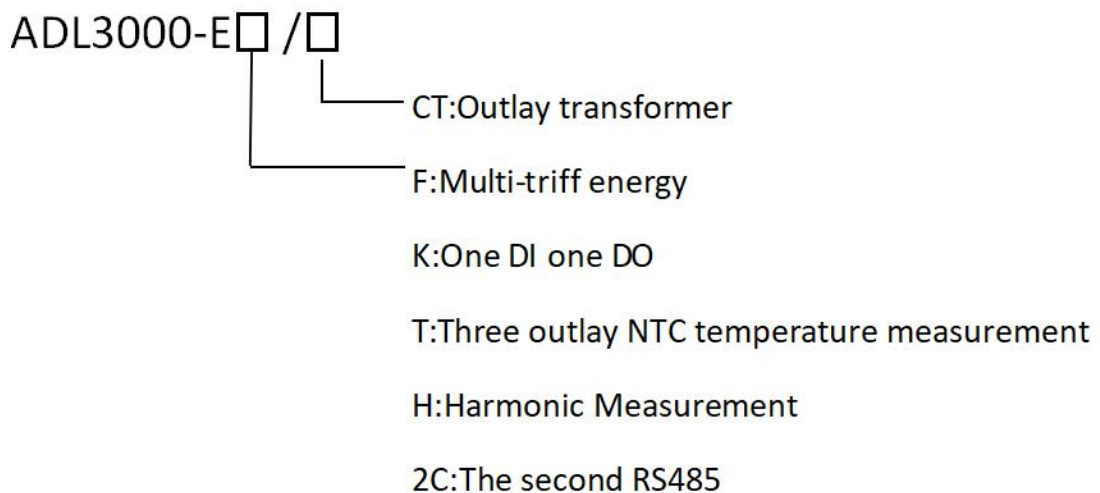 ADL3000-E□ /□
CT:Outlay transformer
F:Multi-triff energy
K:One DI one DO
T:Three outlay NTC temperature measurement
H:Harmonic Measurement
2C:The second RS485